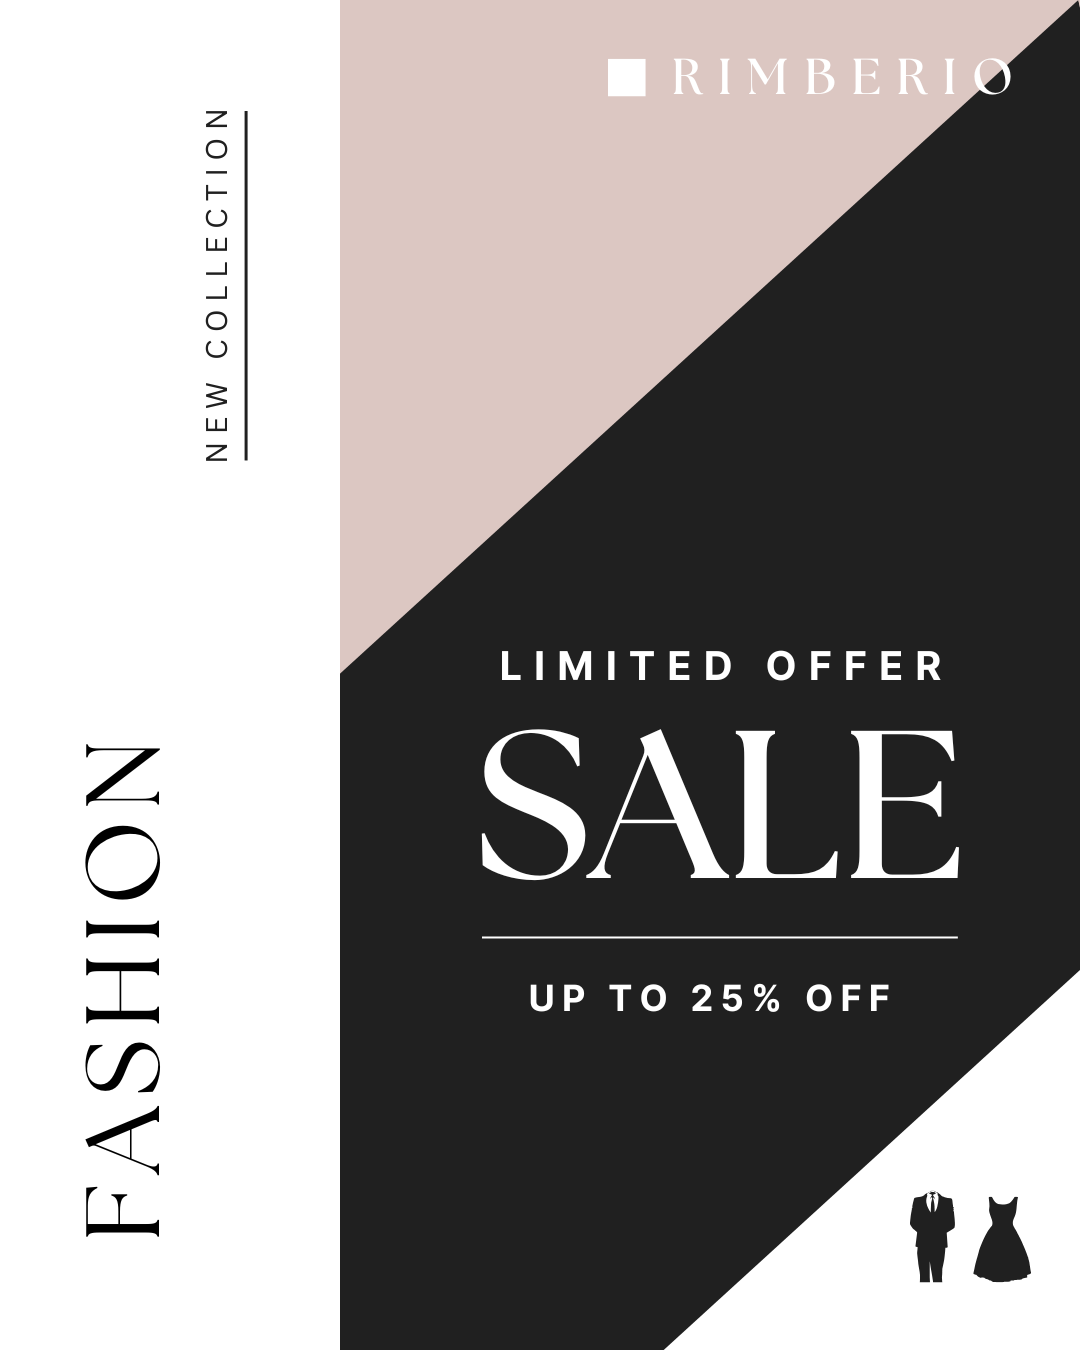 RIMBERIO
NEW COLLECTION
FASHION
LIMITED OFFER
SALE
UP TO 25% OFF